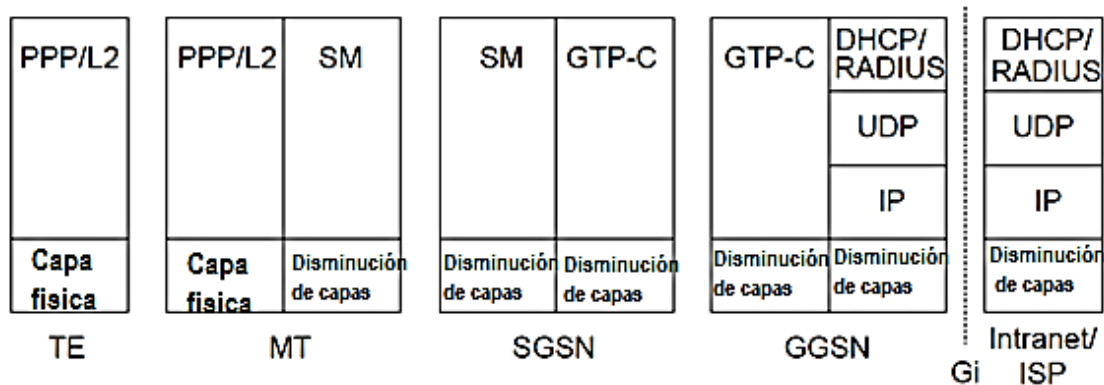 PPP/L2
Capa
fisica
TE
PPP/L2
SM
Capa
fisica
Disminución
de capas
MT
SM
GTP-C
Disminución
de capas
Disminución
de capas
SGSN
GTP-C
DHCP/
RADIUS
UDP
IP
Disminución
de capas
Disminución
de capas
GGSN
Gi
DHCP/
RADIUS
UDP
IP
Disminución
de capas
Intranet/
ISP